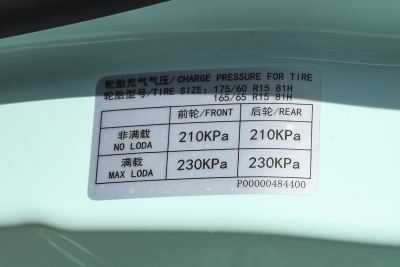 轮胎充气气压/CHARGE PRESSURE FOR TIRE
轮胎型号/TIRE SIZE: 175/60 R15 81H
165/65 R15 81H
前轮/FRONT 后轮/REAR
非满载 210KPa 210KPa
NO LODA
满载 230KPa 230KPa
MAX LODA
P00000484400